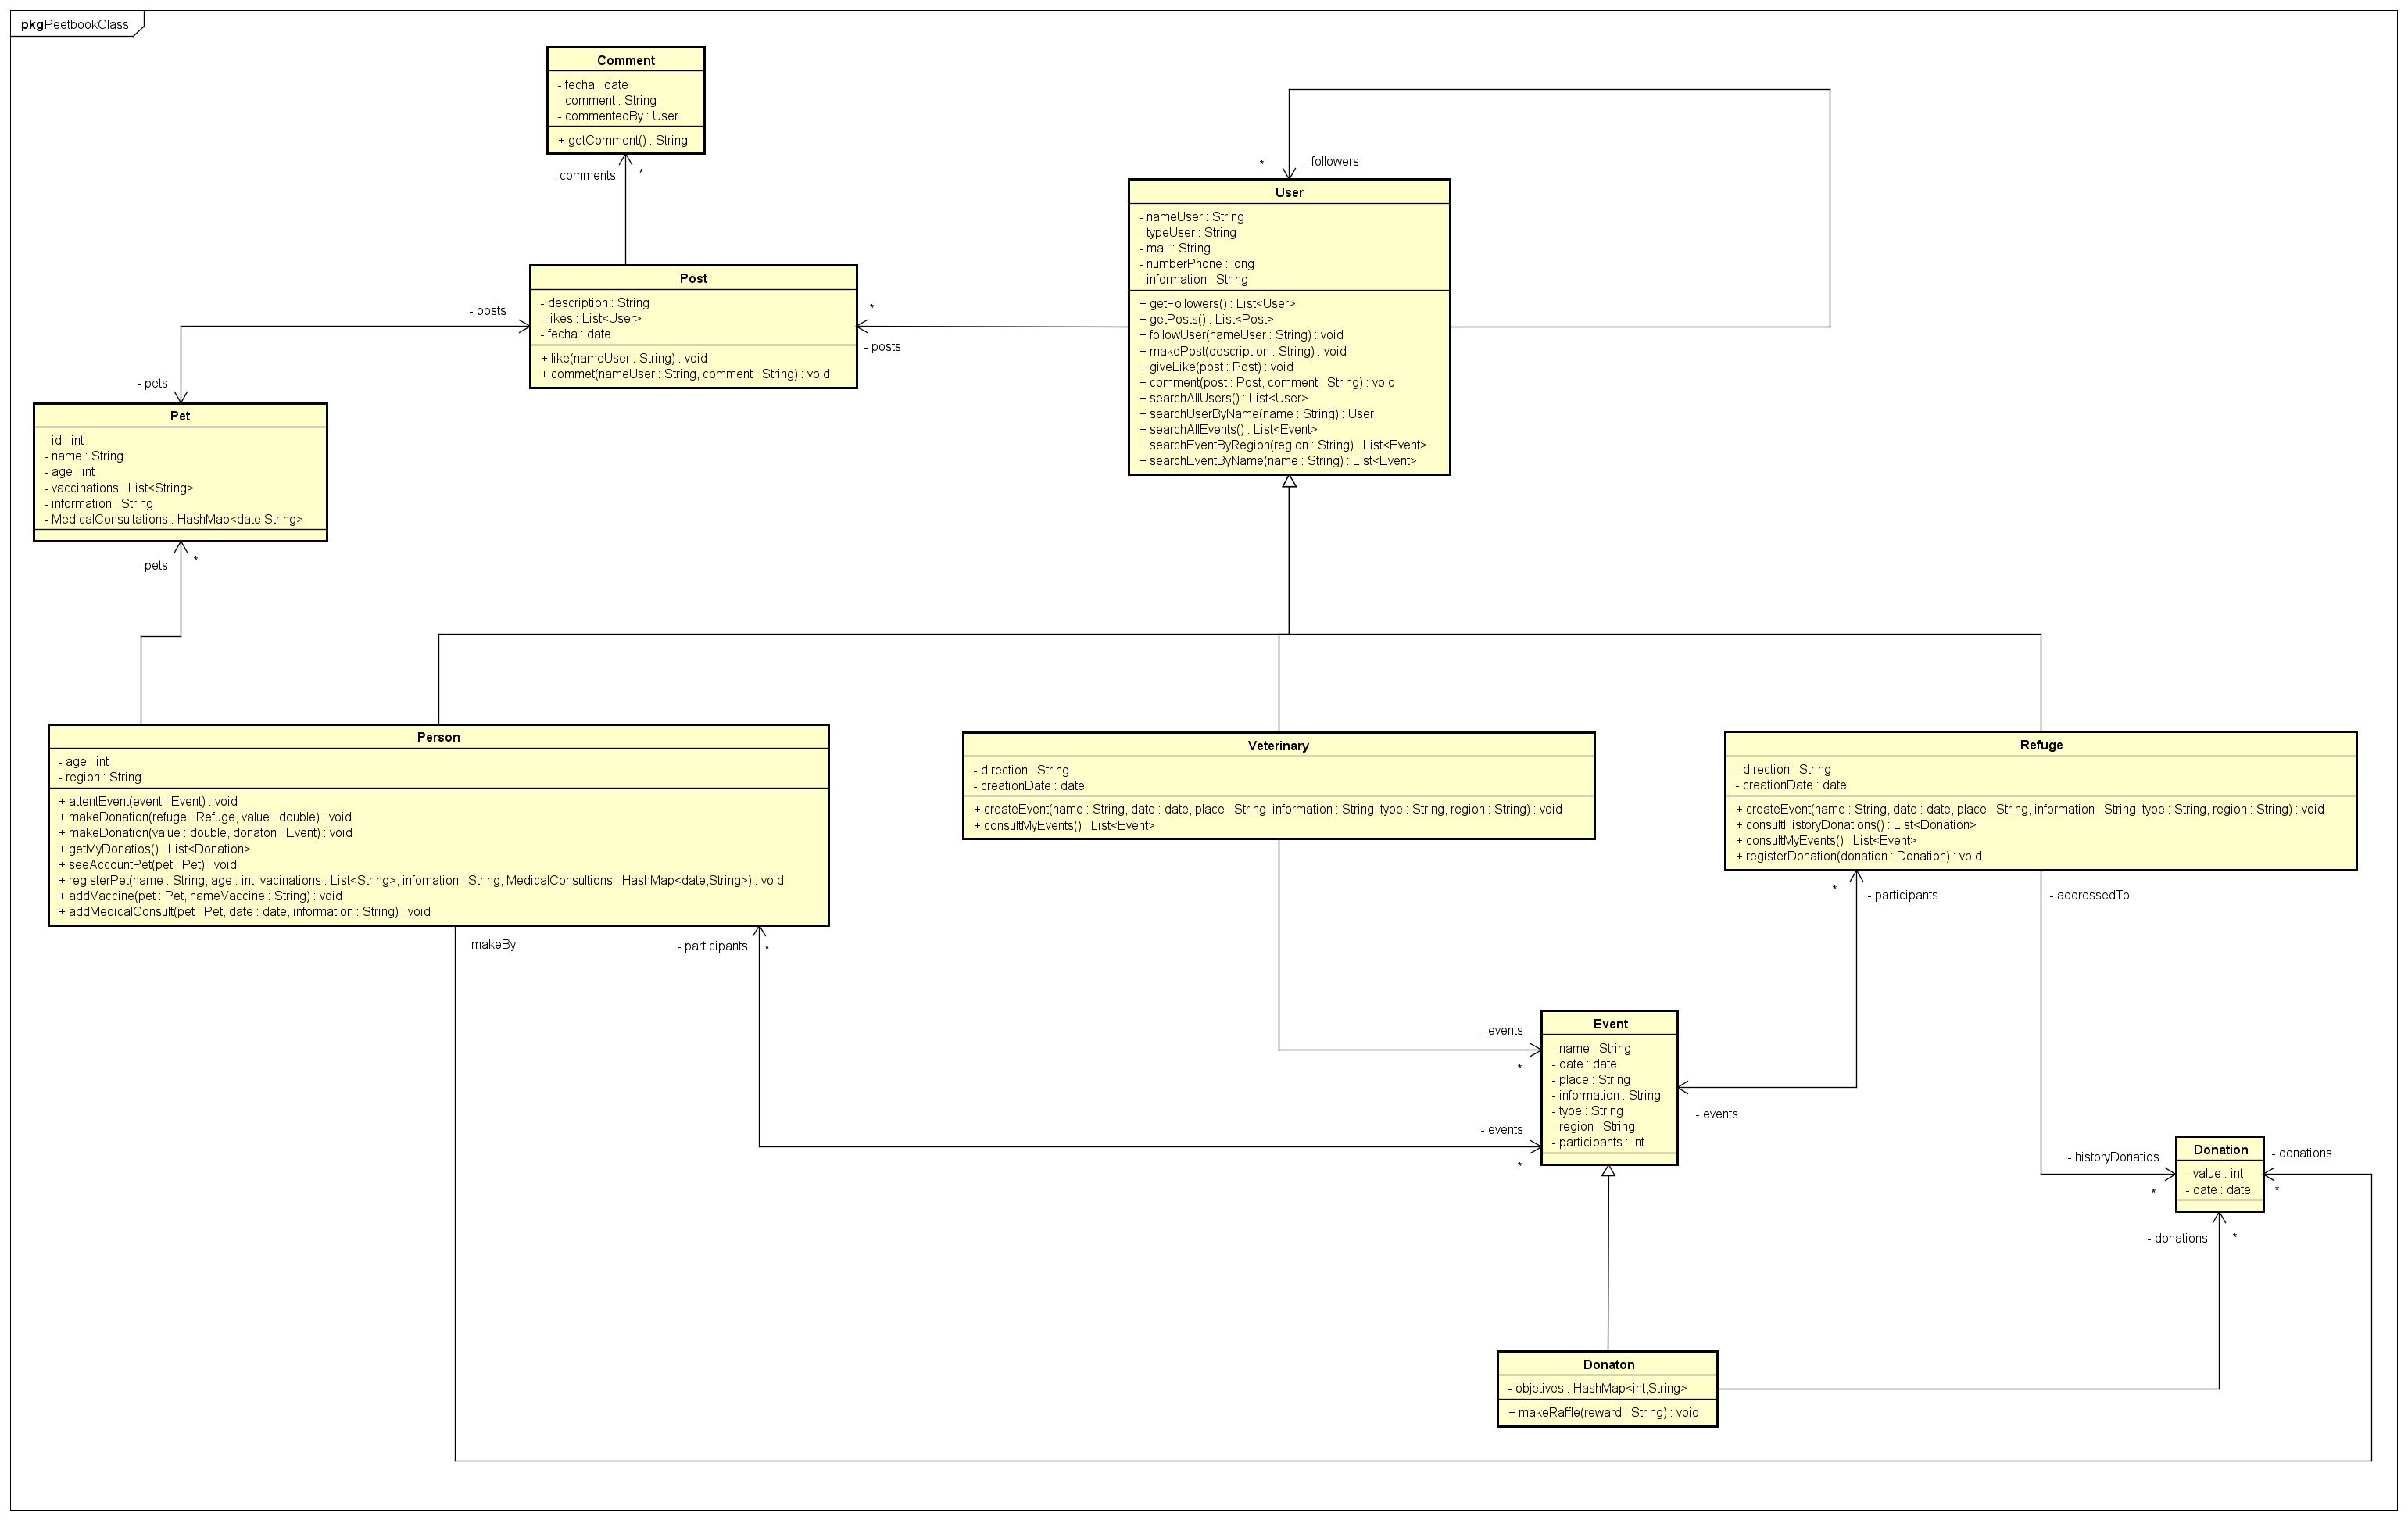 pkg PeetbookClass
Comment
- fecha : date
- comment : String
- commentedBy : User
+ getComment() : String
- comments
*
* - followers
User
- nameUser : String
- typeUser : String
- mail : String
- numberPhone : long
- information : String
+ getFollowers() : List<User>
+ getPosts() : List<Post>
+ followUser(nameUser : String) : void
+ makePost(description : String) : void
+ giveLike(post : Post) : void
+ comment(post : Post, comment : String) : void
+ searchAllUsers() : List<User>
+ searchUserByName(name : String) : User
+ searchAllEvents() : List<Event>
+ searchEventByRegion(region : String) : List<Event>
+ searchEventByName(name : String) : List<Event>
Post
- description : String
- likes : List<User>
- fecha : date
+ like(nameUser : String) : void
+ commet(nameUser : String, comment : String) : void
- posts
*
- posts
- pets
Pet
- id : int
- name : String
- age : int
- vaccinations : List<String>
- information : String
- MedicalConsultations : HashMap<date,String>
- pets
*
Person
- age : int
- region : String
+ attentEvent(event : Event) : void
+ makeDonation(refuge : Refuge, value : double) : void
+ makeDonation(value : double, donaton : Event) : void
+ getMyDonatios() : List<Donation>
+ seeAccountPet(pet : Pet) : void
+ registerPet(name : String, age : int, vacinations : List<String>, infomation : String, MedicalConsultions : HashMap<date,String>) : void
+ addVaccine(pet : Pet, nameVaccine : String) : void
+ addMedicalConsult(pet : Pet, date : date, information : String) : void
Veterinary
- direction : String
- creationDate : date
+ createEvent(name : String, date : date, place : String, information : String, type : String, region : String) : void
+ consultMyEvents() : List<Event>
Refuge
- direction : String
- creationDate : date
+ createEvent(name : String, date : date, place : String, information : String, type : String, region : String) : void
+ consultHistoryDonations() : List<Donation>
+ consultMyEvents() : List<Event>
+ registerDonation(donation : Donation) : void
- makeBy
- participants *
* - participants
- addressedTo
- events
*
Event
- name : String
- date : date
- place : String
- information : String
- type : String
- region : String
- participants : int
- events
- events
*
- historyDonatios
*
Donation
- value : int
- date : date
- donations
*
- donations *
Donaton
- objetives : HashMap<int,String>
+ makeRaffle(reward : String) : void